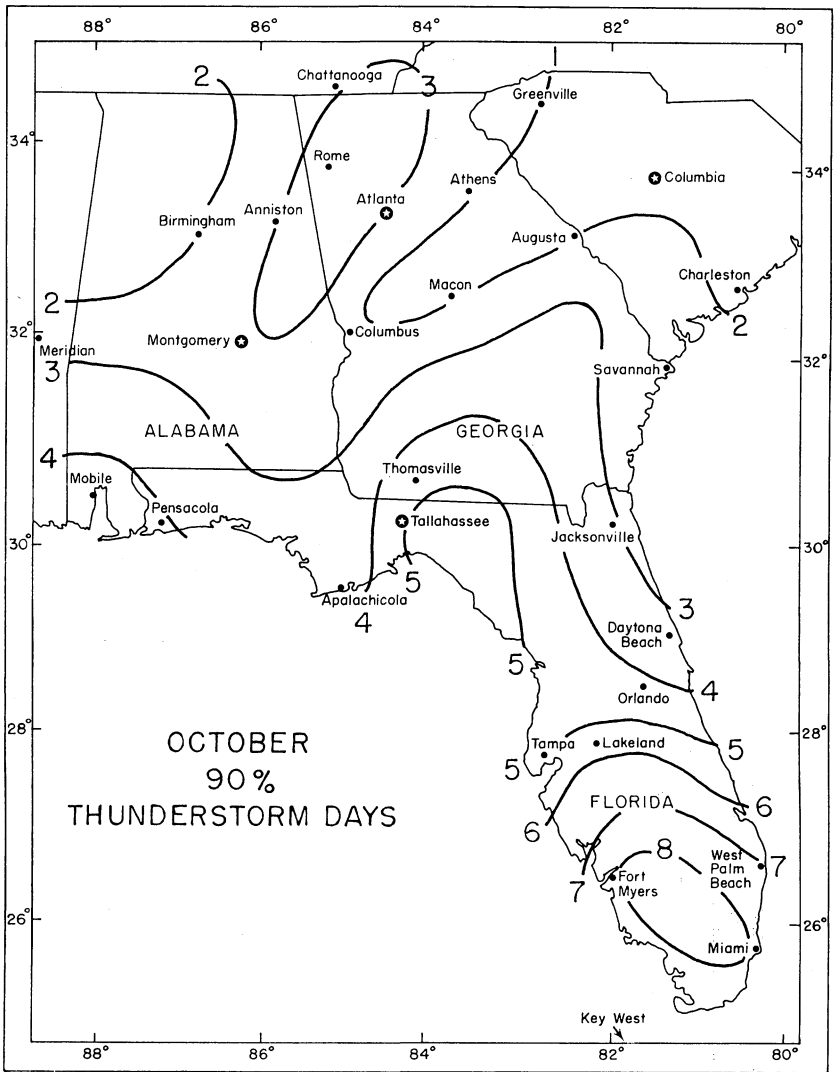 88° 86° 84° 82° 80°
2
Chattanooga
3
Greenville
34°
Rome
34°
Athens
Columbia
Anniston
Atlanta
Birmingham
Augusta
Charleston
Macon
2
2
32°
Columbus
Montgomery
Meridian
32°
3
Savannah
ALABAMA
GEORGIA
4
Thomasville
Mobile
Pensacola
Tallahassee
Jacksonville
30°
30°
5
Apalachicola
3
4
Daytona
Beach
5
4
Orlando
28°
28°
OCTOBER
90%
THUNDERSTORM DAYS
Tampa
Lakeland
5
5
FLORIDA
6
6
8
West
Palm
Beach
7
7
Fort
Myers
26°
26°
Miami
Key West
88° 86° 84° 82° 80°